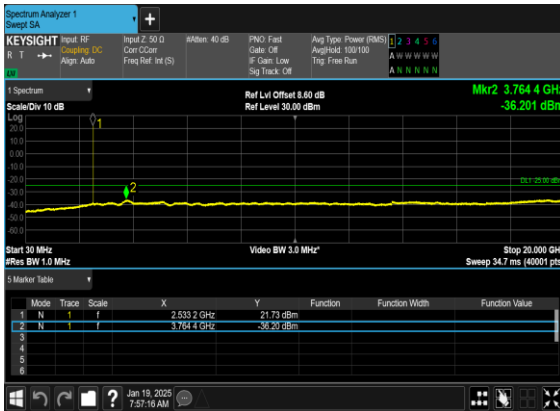 Spectrum Analyzer 1
Swept SA
+
KEYSIGHT Input: RF Input Z: 50 Ω #Atten: 40 dB PNO: Fast Avg Type: Power (RMS) 1 2 3 4 5 6
R T Coupling: DC Corr CCorr Gate: Off Avg|Hold: 100/100 A W W W W W
Align: Auto Freq Ref: Int (S) IF Gain: Low Trig: Free Run
LXI Sig Track: Off A N N N N N
1 Spectrum
Scale/Div 10 dB
Ref Lvl Offset 8.60 dB
Ref Level 30.00 dBm
Mkr2 3.764 4 GHz
-36.201 dBm
Log
1
20.0
10.0
0.00
-10.0
-20.0
DL1 -25.00 dBm
-30.0
2
-40.0
-50.0
-60.0
Start 30 MHz Video BW 3.0 MHz* Stop 20.000 GH
#Res BW 1.0 MHz Sweep 34.7 ms (40001 pts
5 Marker Table
Mode Trace Scale X Y Function Function Width Function Value
1 N 1 f 2.533 2 GHz 21.73 dBm
2 N 1 f 3.764 4 GHz -36.20 dBm
3
4
5
6
? Jan 19, 2025
7:57:16 AM